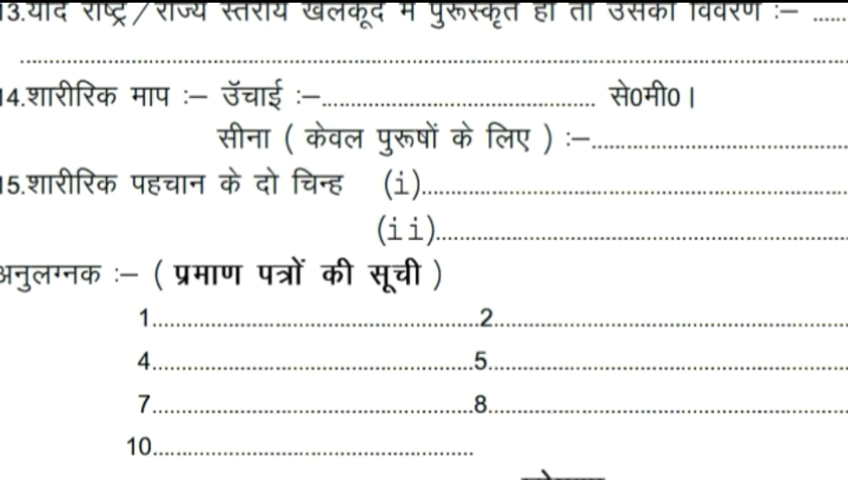 13.यदि राष्ट्र/राज्य स्तरीय खेलकूद में पुरूस्कृत हो तो उसका विवरण :– ......
................................................................................
14.शारीरिक माप :– उँचाई :–............................................. से0मी0।
सीना ( केवल पुरूषों के लिए ) :–..........................................
15.शारीरिक पहचान के दो चिन्ह (i)......................................................................
(ii)....................................................................
अनुलग्नक :– ( प्रमाण पत्रों की सूची )
1......................................................2..........................................................
4.....................................................5..........................................................
7.....................................................8..........................................................
10.....................................................